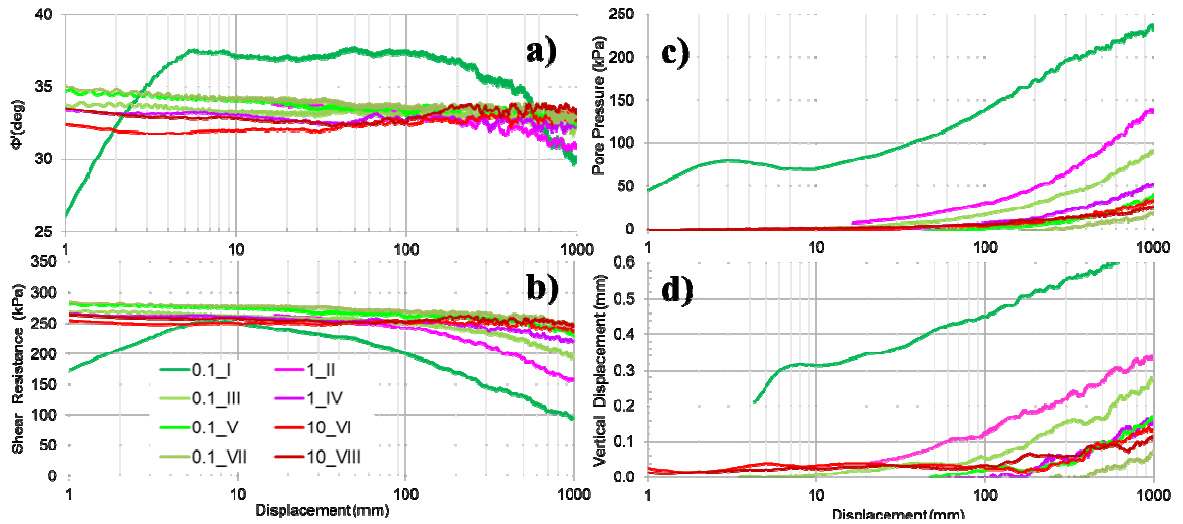 a)
40
35
30
25
Φ'(deg)
1
10
100
1000
c)
250
200
150
100
50
0
Pore Pressure (kPa)
1
10
100
1000
b)
350
300
250
200
150
100
50
0
Shear Resistance (kPa)
0.1_I
1_II
0.1_III
1_IV
0.1_V
10_VI
0.1_VII
10_VIII
1
10
100
1000
Displacement (mm)
d)
0.6
0.5
0.4
0.3
0.2
0.1
0.0
Vertical Displacement (mm)
1
10
100
1000
Displacement (mm)